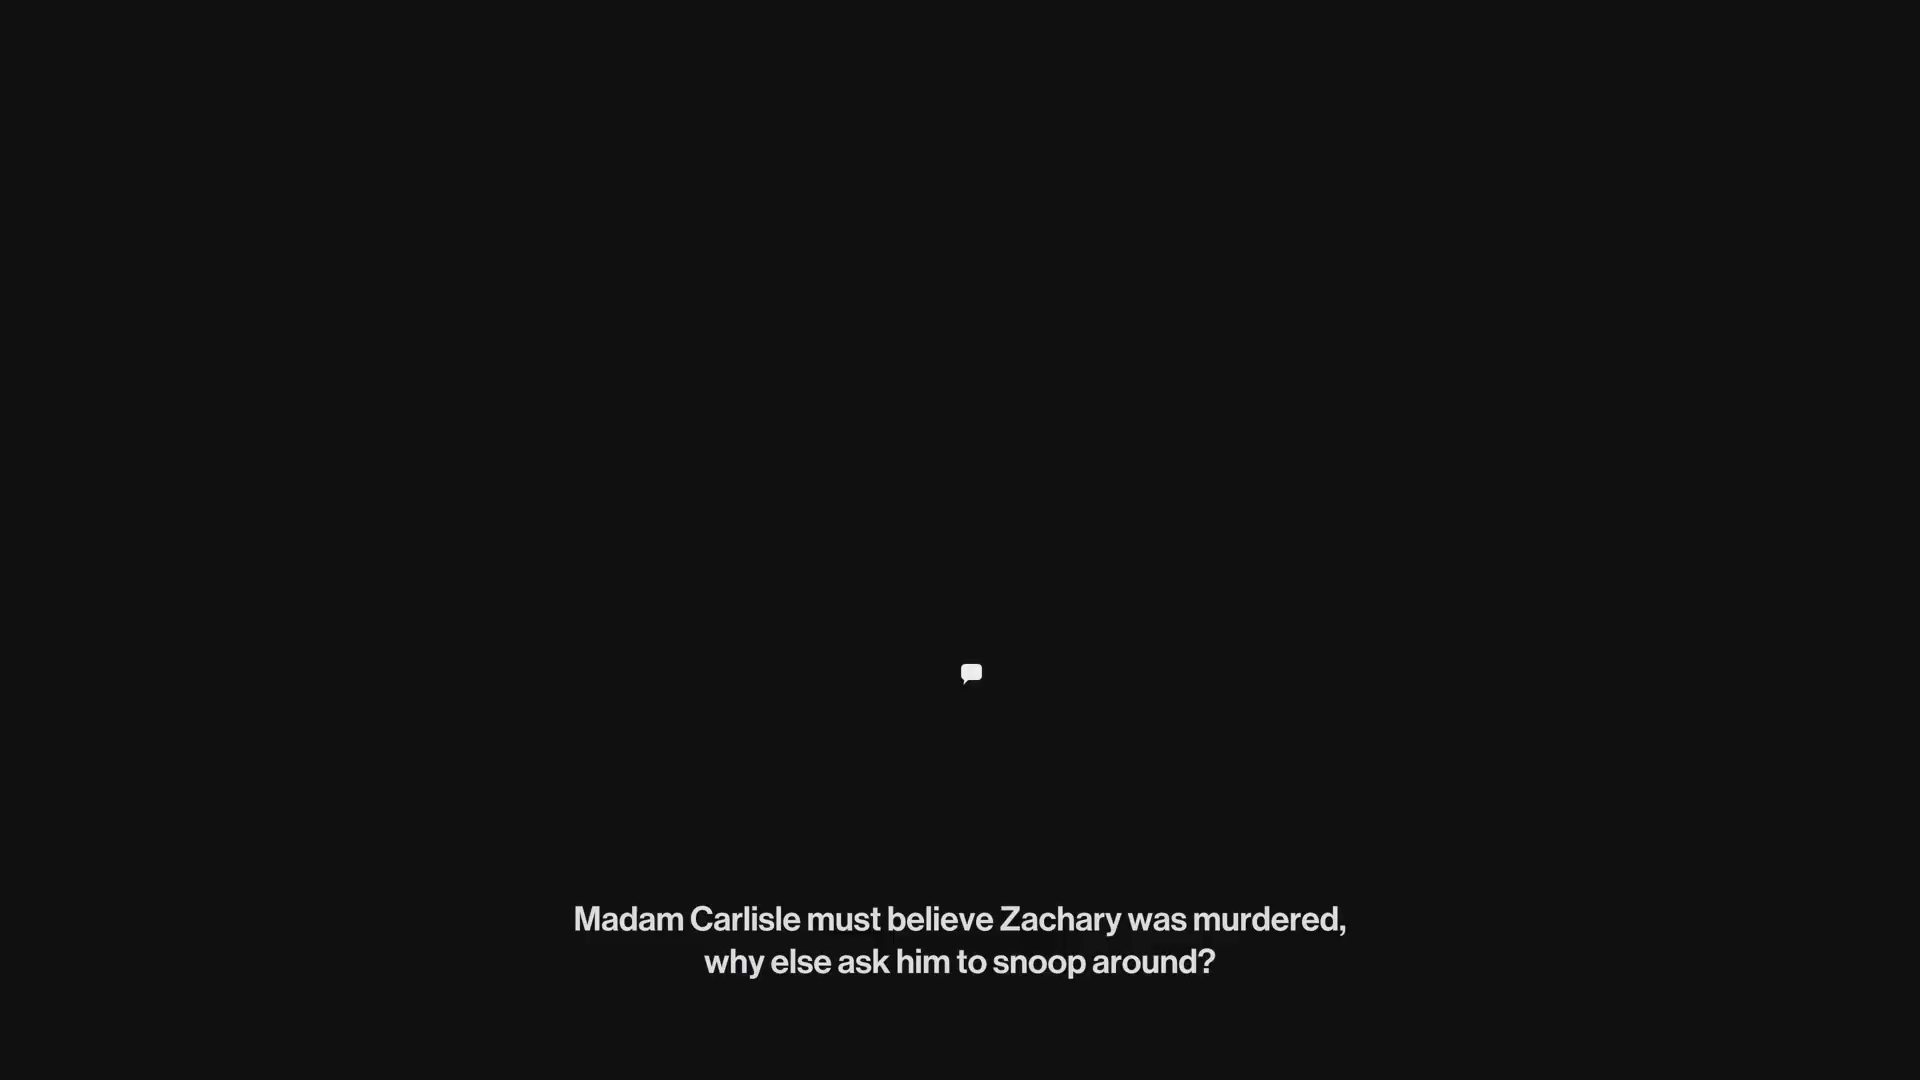 Madam Carlisle must believe Zachary was murdered,
why else ask him to snoop around?